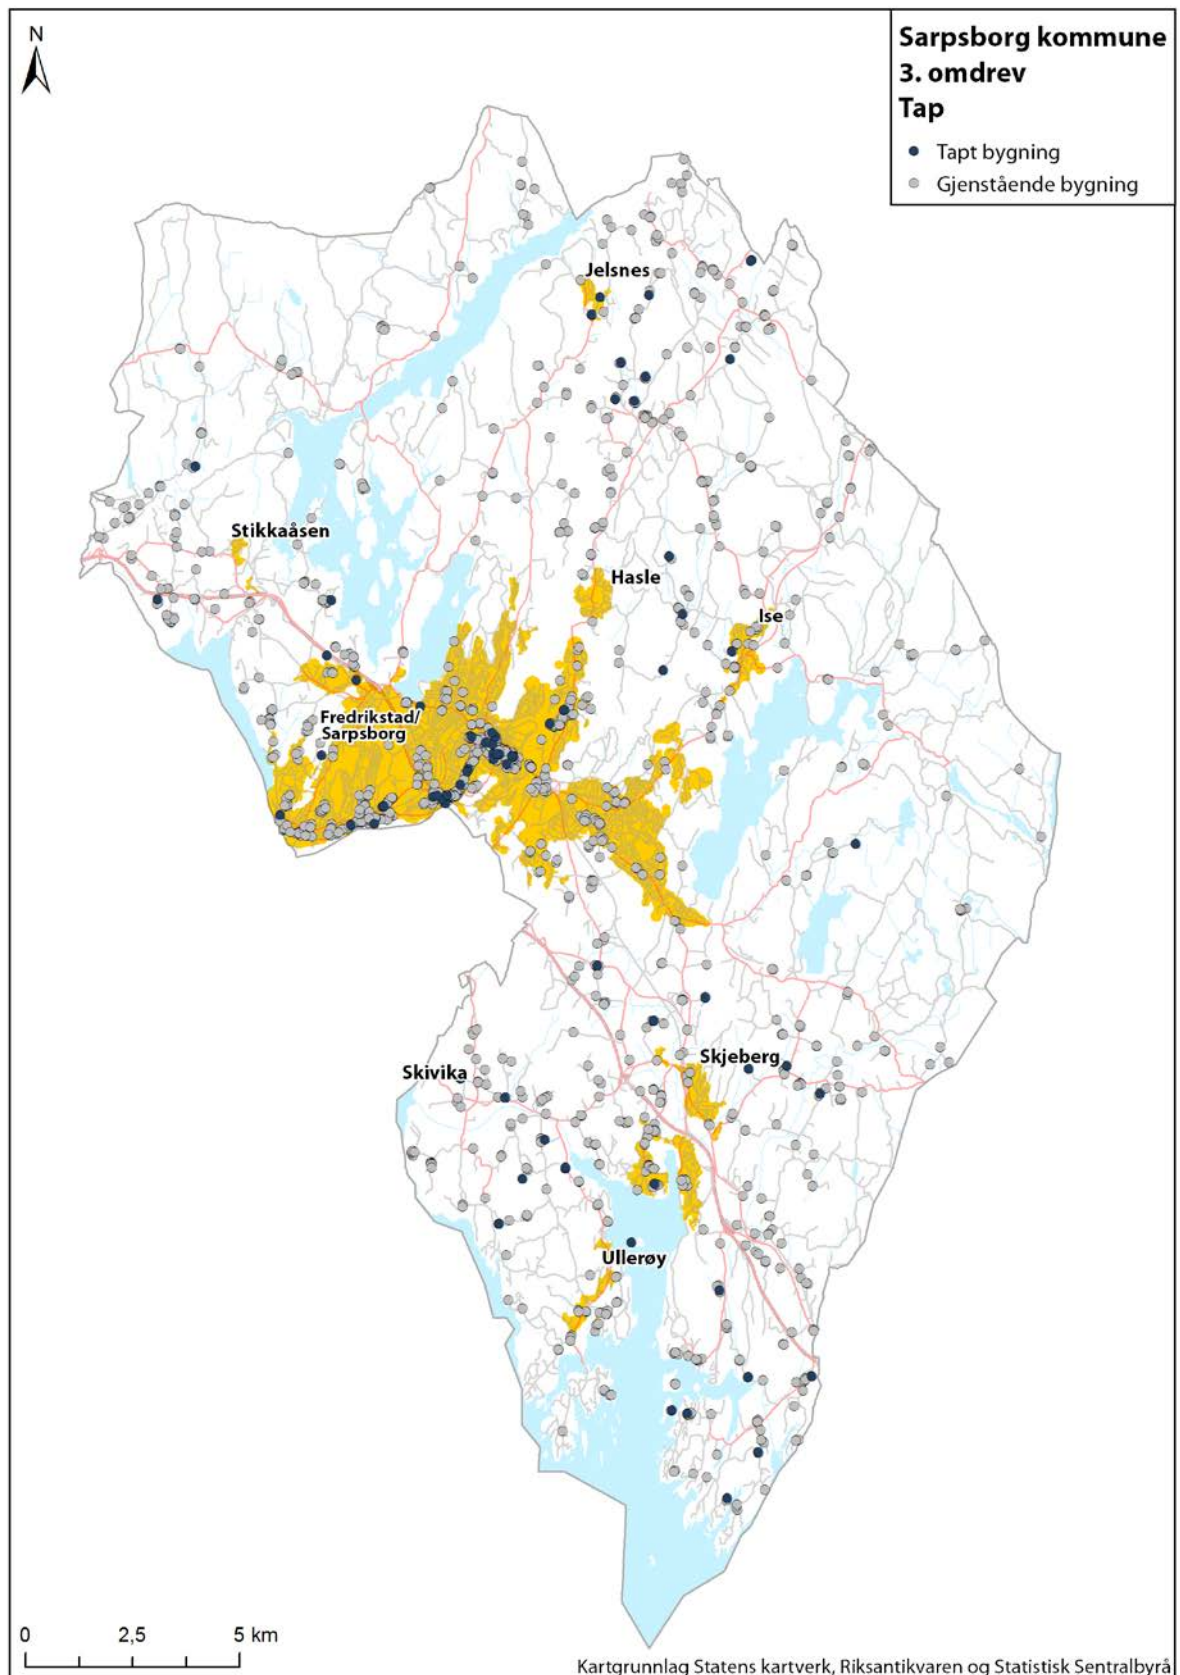 N
Sarpsborg kommune
3. omdrev
Tap
Tapt bygning
Gjenstående bygning
Jelsnes
Stikkaåsen
Hasle
Ise
Fredrikstad/
Sarpsborg
Skjeberg
Skivika
Ullerøy
0 2,5 5 km
Kartgrunnlag Statens kartverk, Riksantikvaren og Statistisk Sentralbyrå